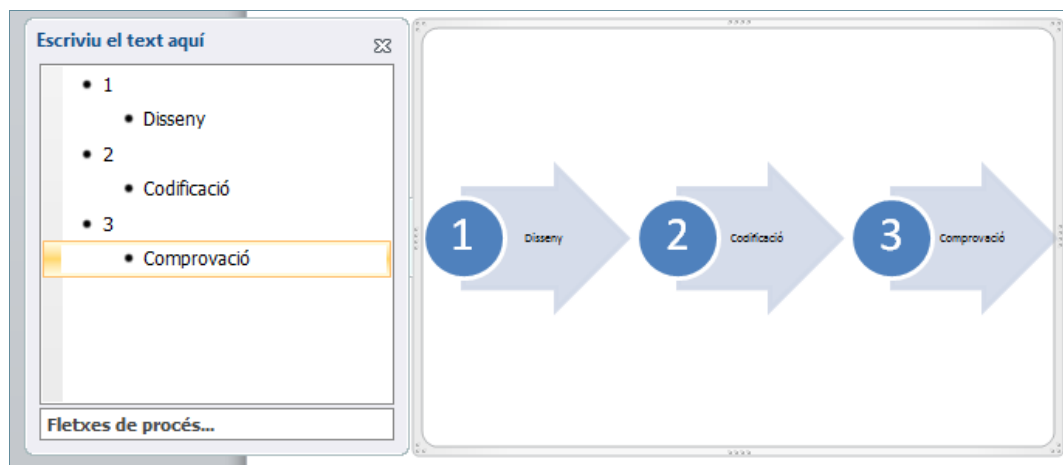 Escriviu el text aquí
• 1
• Disseny
• 2
• Codificació
• 3
• Comprovació
Fletxes de procés...
1 Disseny 2 Codificació 3 Comprovació